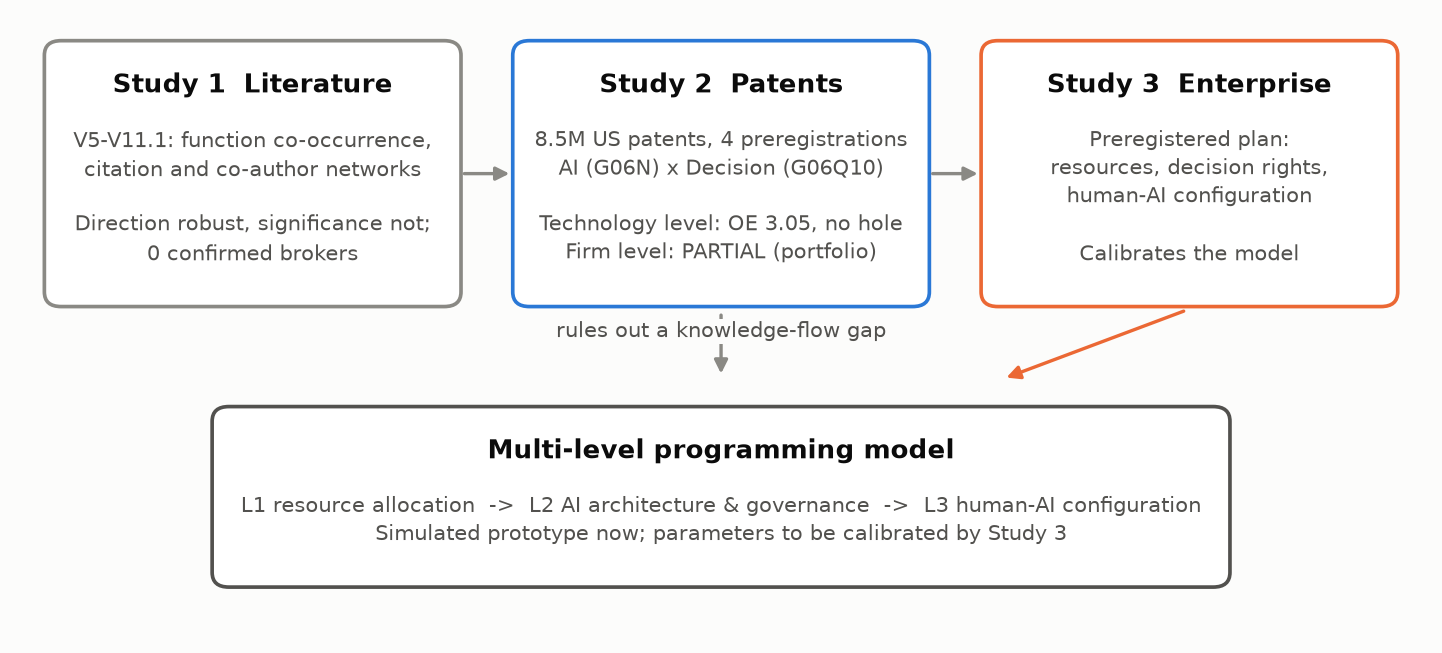 Study 1  Literature
V5-V11.1: function co-occurrence,
citation and co-author networks
Direction robust, significance not;
0 confirmed brokers
Study 2  Patents
8.5M US patents, 4 preregistrations
AI (G06N) x Decision (G06Q10)
Technology level: OE 3.05, no hole
Firm level: PARTIAL (portfolio)
Study 3  Enterprise
Preregistered plan:
resources, decision rights,
human-AI configuration
Calibrates the model
rules out a knowledge-flow gap
Multi-level programming model
L1 resource allocation  ->  L2 AI architecture & governance  ->  L3 human-AI configuration
Simulated prototype now; parameters to be calibrated by Study 3